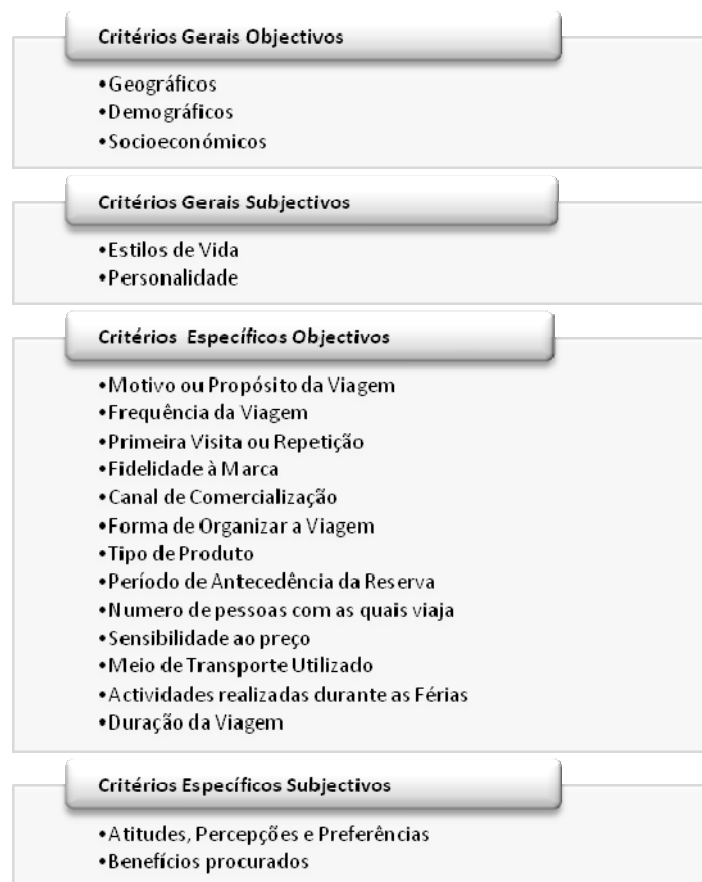 Critérios Gerais Objectivos
•Geográficos
•Demográficos
•Socioeconómicos
Critérios Gerais Subjectivos
•Estilos de Vida
•Personalidade
Critérios Específicos Objectivos
•Motivo ou Propósito da Viagem
•Frequência da Viagem
•Primeira Visita ou Repetição
•Fidelidade à Marca
•Canal de Comercialização
•Forma de Organizar a Viagem
•Tipo de Produto
•Período de Antecedência da Reserva
•Numero de pessoas com as quais viaja
•Sensibilidade ao preço
•Meio de Transporte Utilizado
•Actividades realizadas durante as Férias
•Duração da Viagem
Critérios Específicos Subjectivos
•Atitudes, Percepções e Preferências
•Benefícios procurados